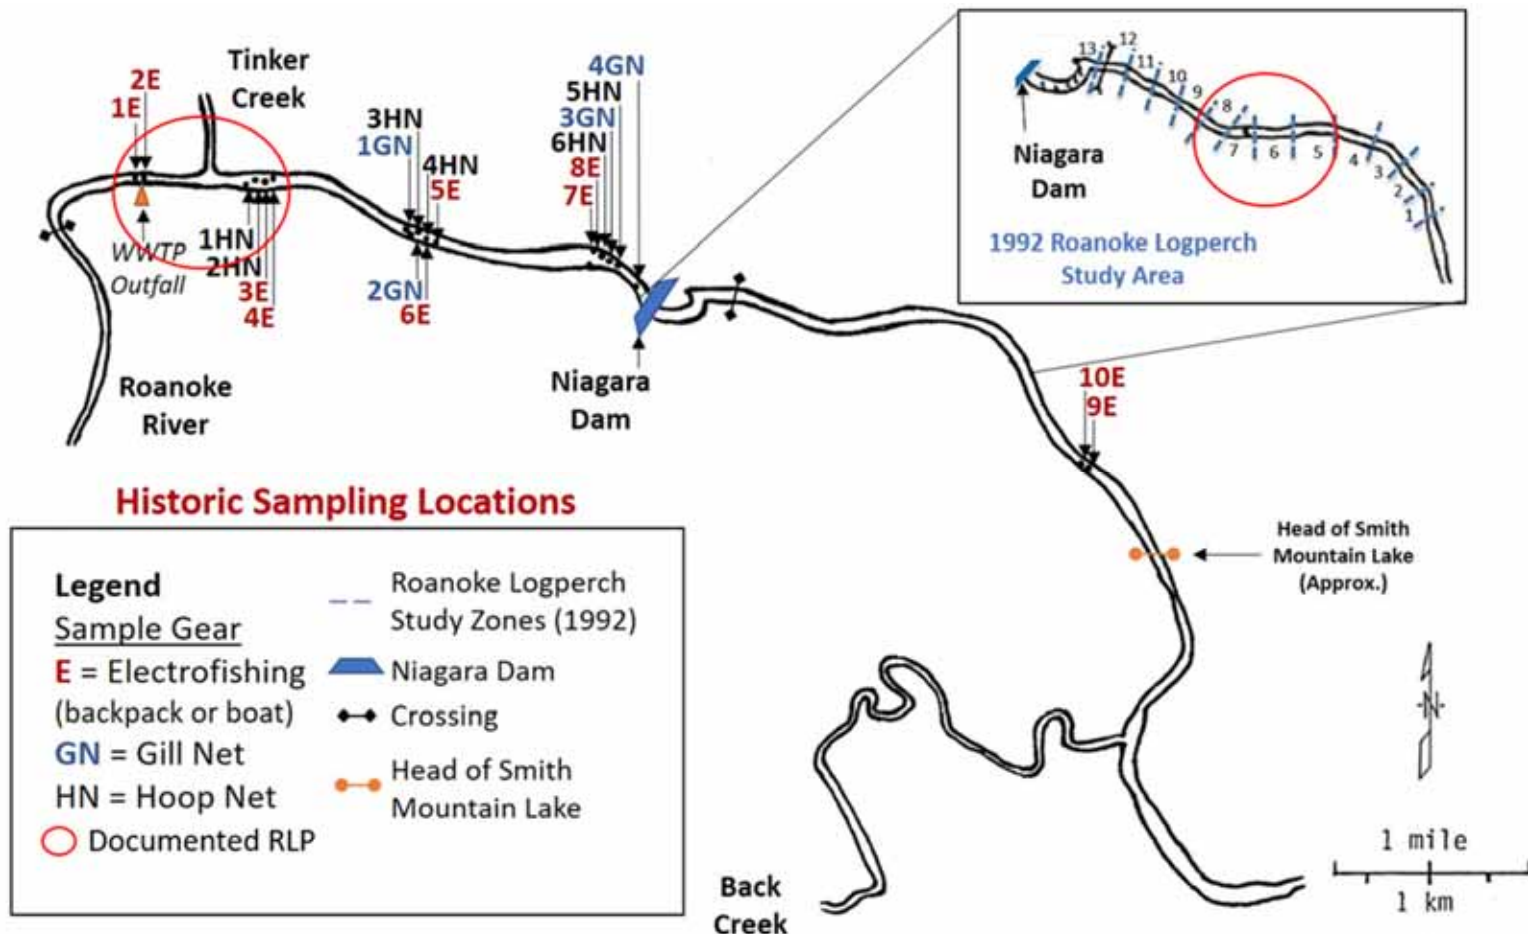 2E
1E
Tinker
Creek
3HN
1GN
4HN
5E
4GN
5HN
3GN
6HN
8E
7E
WWTP
Outfall
1HN
2HN
3E
4E
2GN
6E
Roanoke
River
Niagara
Dam
13
12
11
10
9
8
7
6
5
4
3
2
1
Niagara
Dam
1992 Roanoke Logperch
Study Area
10E
9E
Head of Smith
Mountain Lake
(Approx.)
Historic Sampling Locations
Legend
Sample Gear
E = Electrofishing
(backpack or boat)
GN = Gill Net
HN = Hoop Net
Documented RLP
Roanoke Logperch
Study Zones (1992)
Niagara Dam
Crossing
Head of Smith
Mountain Lake
Back
Creek
N
1 mile
1 km